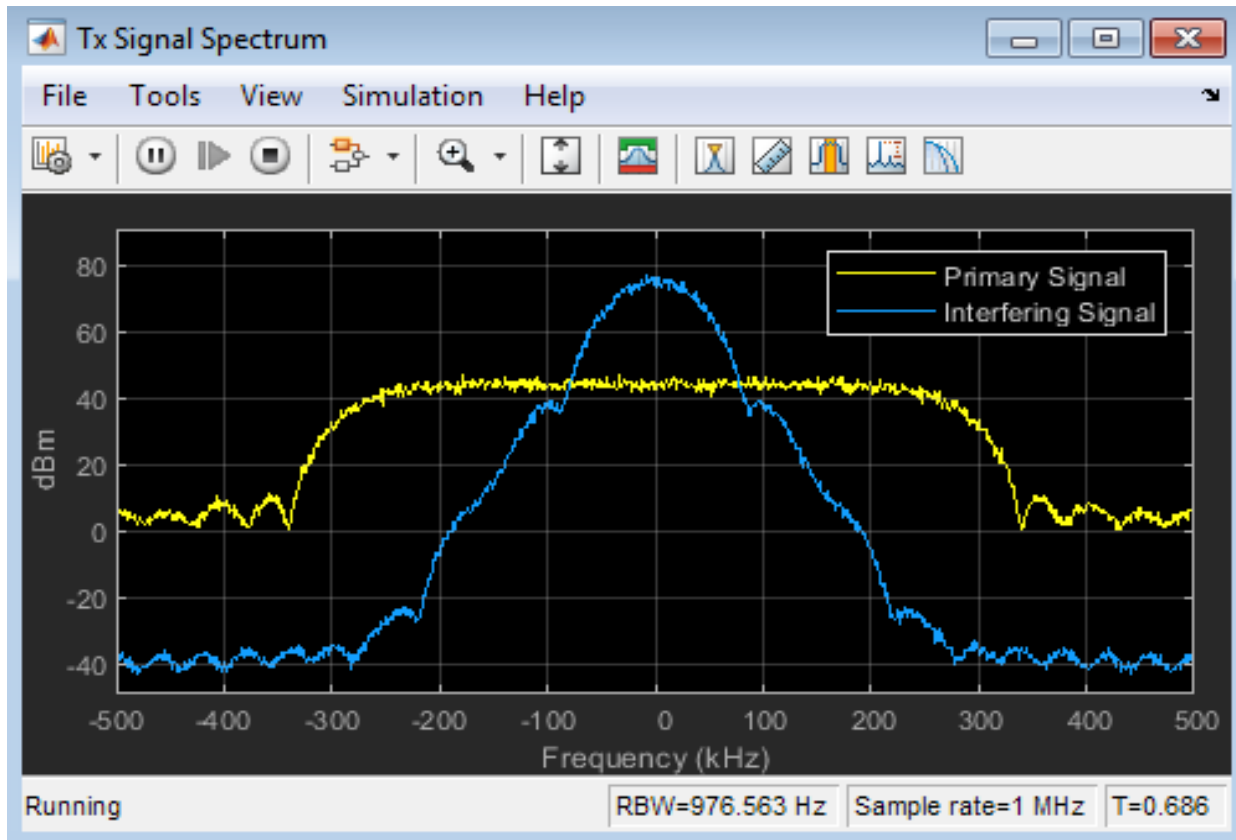 Tx Signal Spectrum
File Tools View Simulation Help
80
60
40
20
0
-20
-40
dBm
Primary Signal
Interfering Signal
-500 -400 -300 -200 -100 0 100 200 300 400 500
Frequency (kHz)
Running RBW=976.563 Hz Sample rate=1 MHz T=0.686